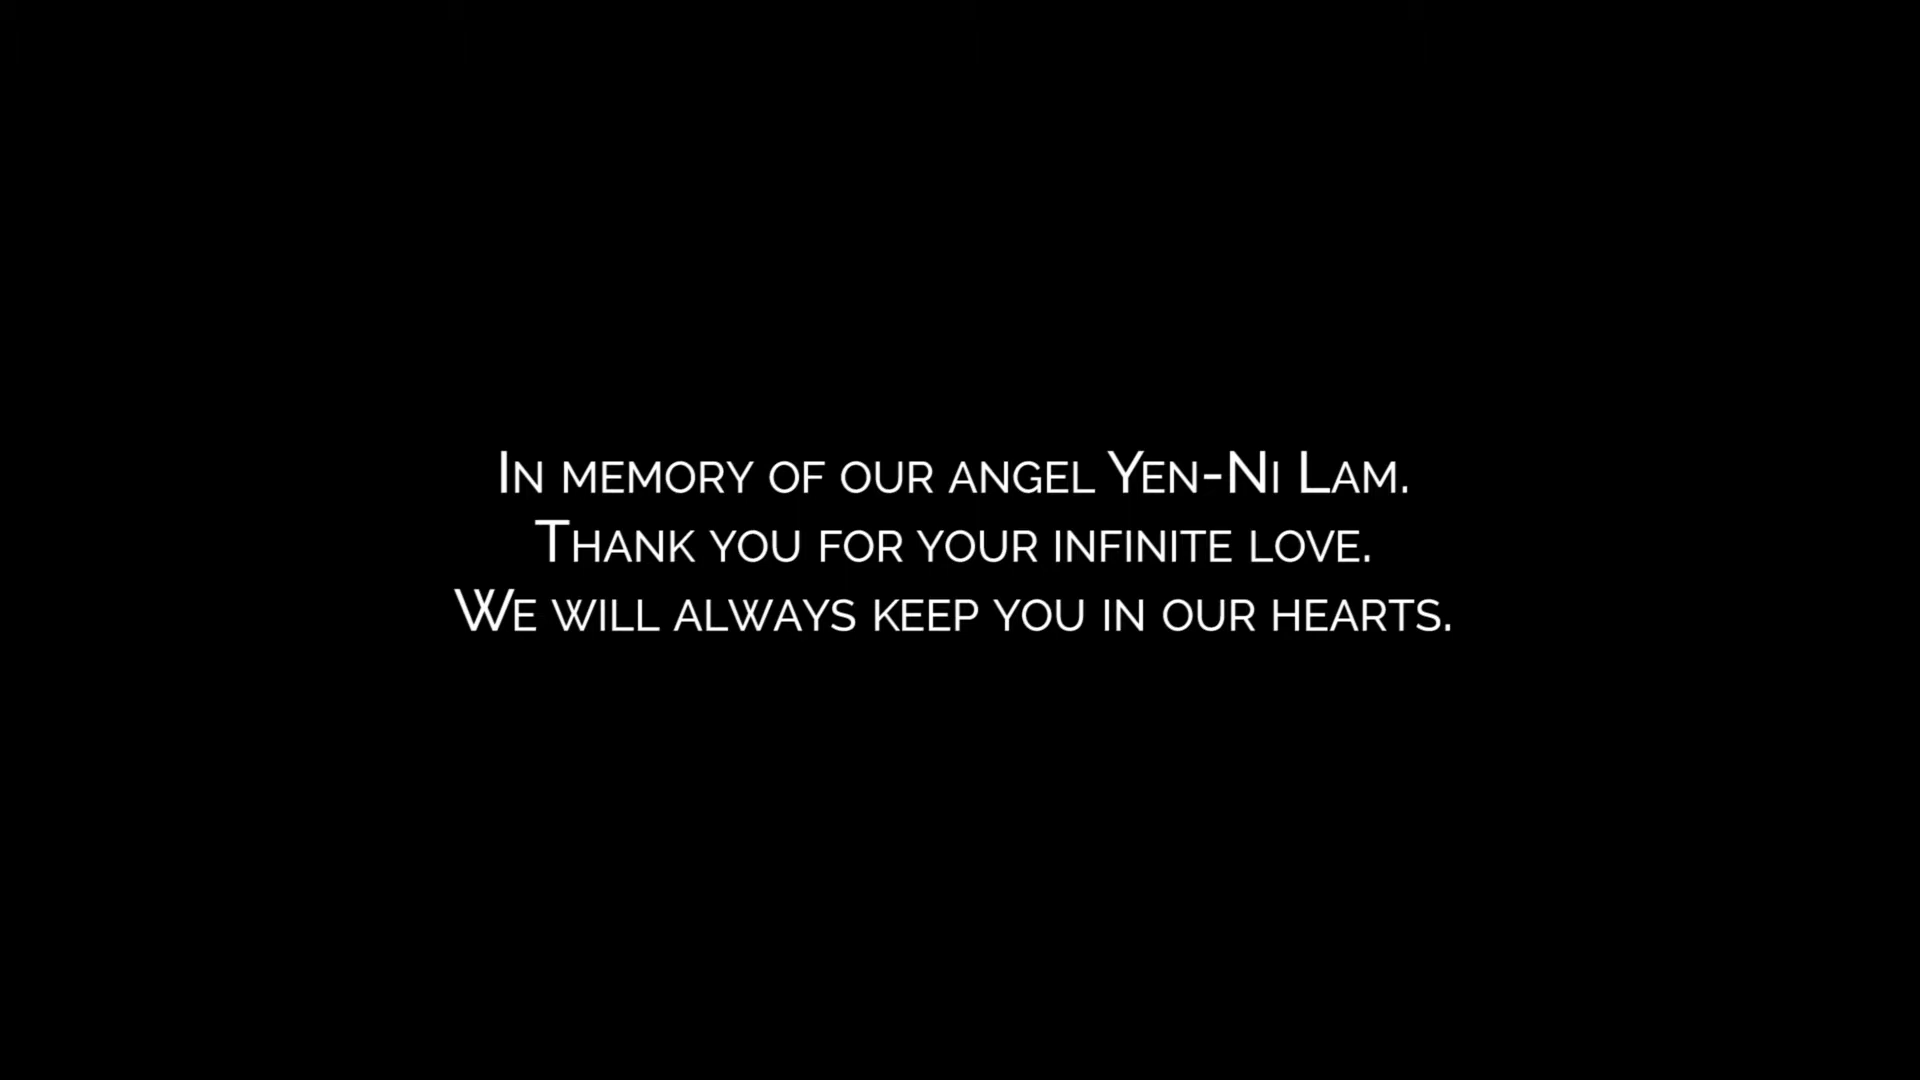 In memory of our angel Yen-Ni Lam.
Thank you for your infinite love.
We will always keep you in our hearts.